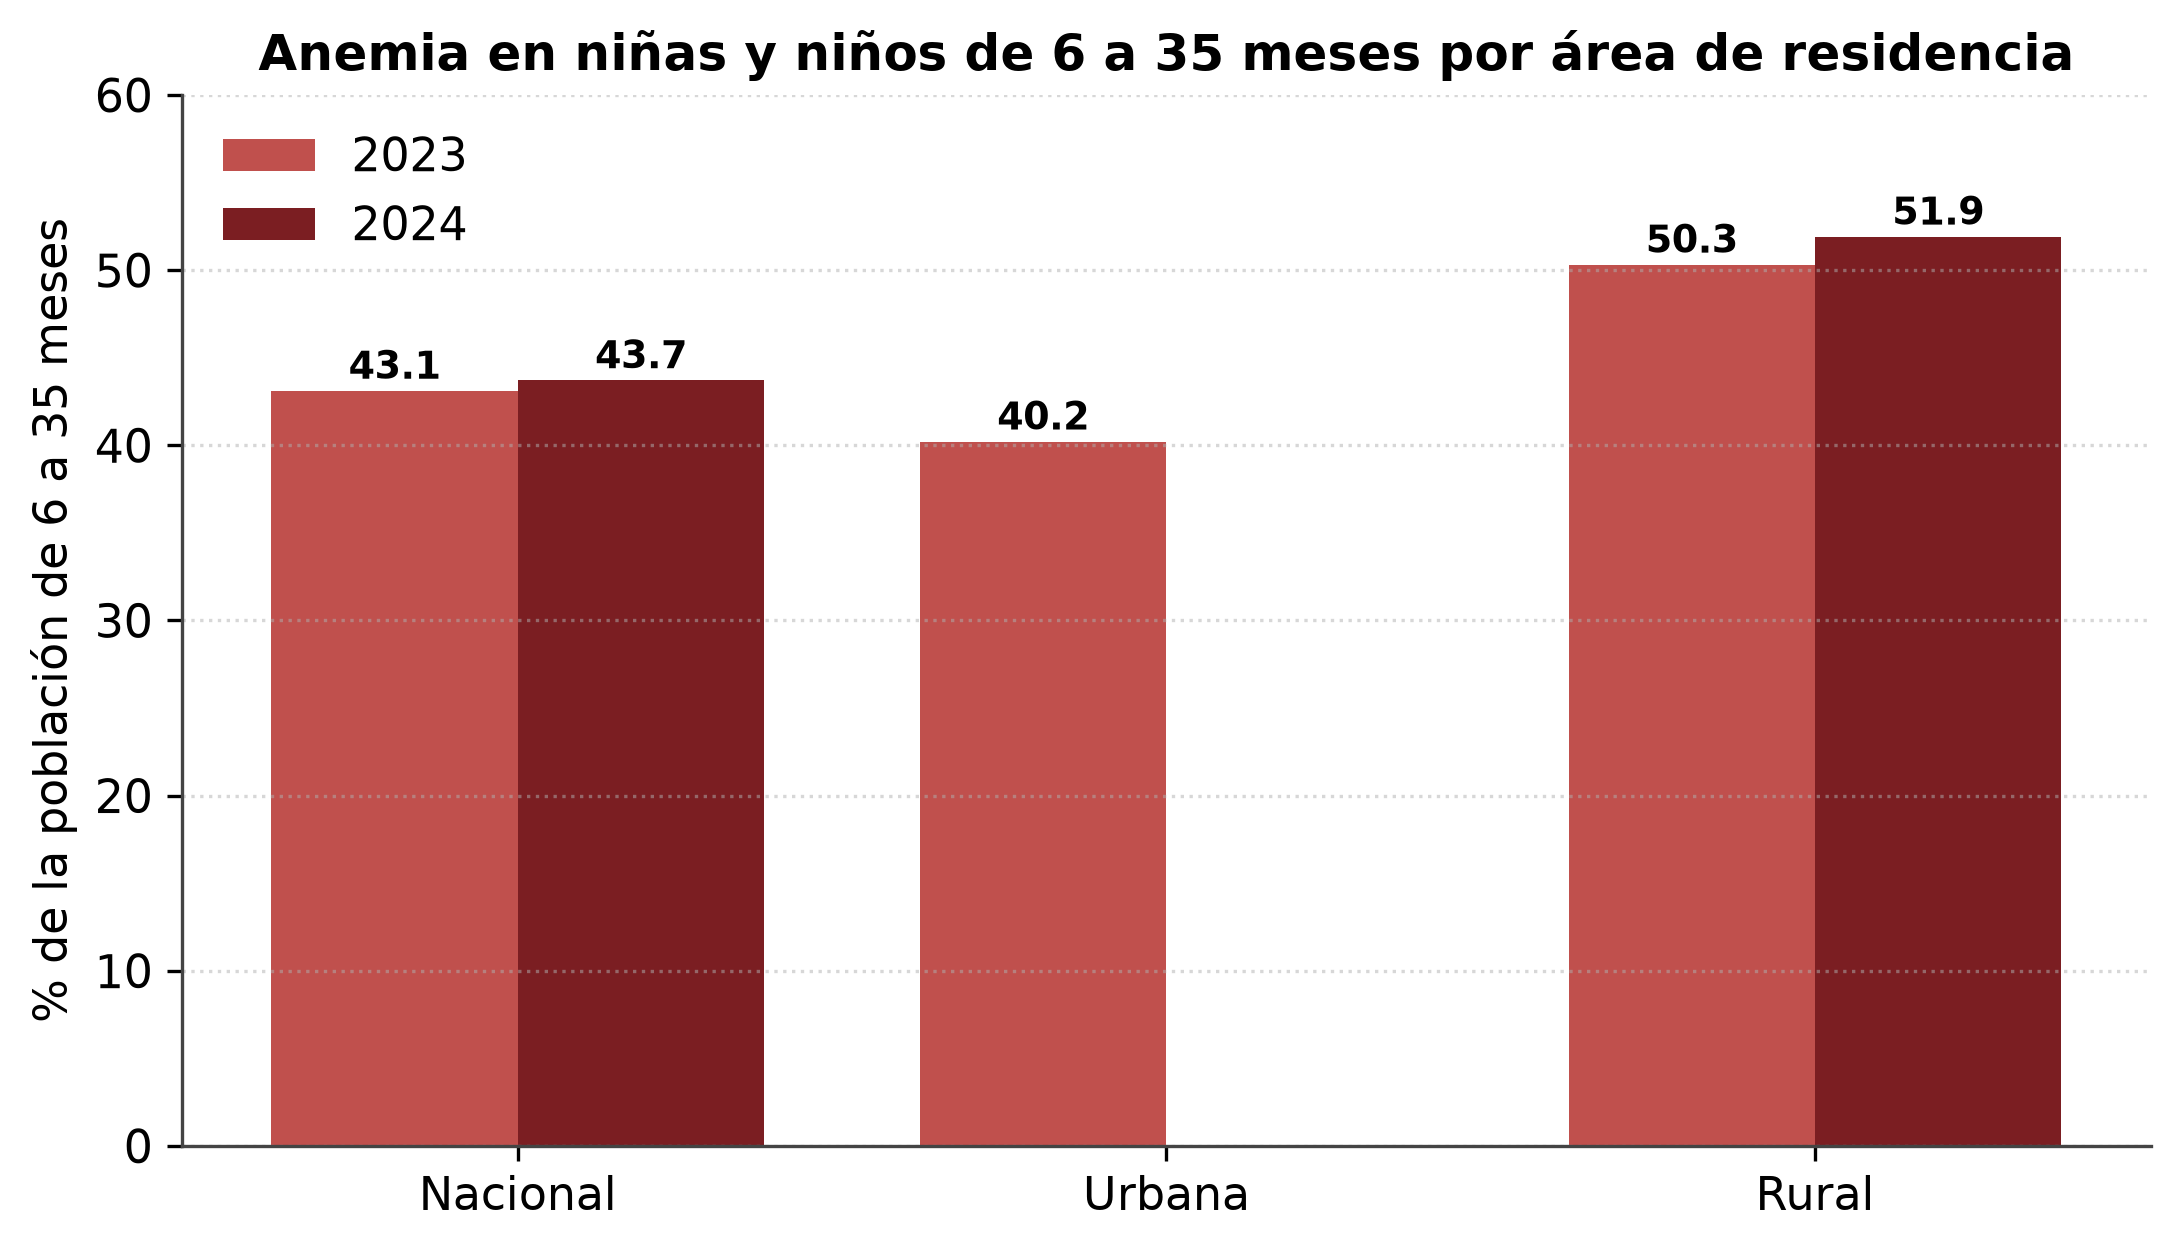 Anemia en niñas y niños de 6 a 35 meses por área de residencia
% de la población de 6 a 35 meses
60
50
40
30
20
10
0
2023
2024
43.1
43.7
40.2
50.3
51.9
Nacional
Urbana
Rural